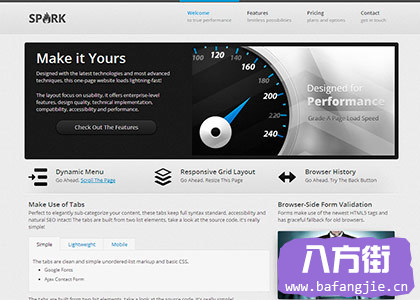 SPARK
Welcome
to true performance
Features
limitless possibilities
Pricing
plans and options
Contact
get in touch
Make it Yours
Designed with the latest technologies and most advanced
techniques, this one-page website loads lightning-fast!
The layout focus on usability, it offers enterprise-level
features, design quality, technical implementation,
compatibility, accessibility and performance.
Check Out The Features
120
140
160
180
200
220
240
Designed for
Performance
Grade: A Page Load Speed
Dynamic Menu
Go Ahead. Scroll The Page
Responsive Grid Layout
Go Ahead. Resize This Page
Browser History
Go Ahead. Try The Back Button
Make Use of Tabs
Perfect to elegantly sub-categorize your content, these tabs keep full syntax standard, accessibility and
natural SEO intact! The tabs are built from two list elements, take a look at the source code, it's really
simple!
Simple
Lightweight
Mobile
The tabs are clean and simple unordered-list markup and basic CSS.
Google Fonts
Ajax Contact Form
The tabs are built from two list elements, take a look at the source code, it's really simple!
Browser-Side Form Validation
Forms make use of the newest HTML5 tags and
has graceful fallback for old browsers.
八方街
www.bafangjie.cn